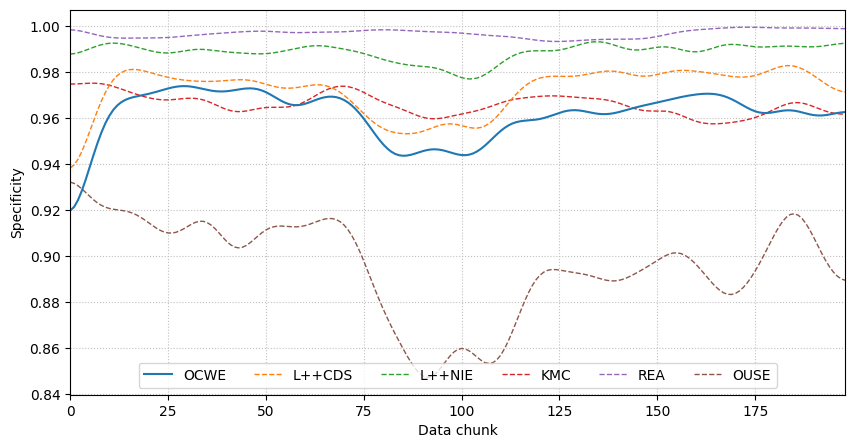 1.00
0.98
0.96
0.94
0.92
0.90
0.88
0.86
0.84
Specificity
OCWE L++CDS L++NIE KMC REA OUSE
0 25 50 75 100 125 150 175
Data chunk